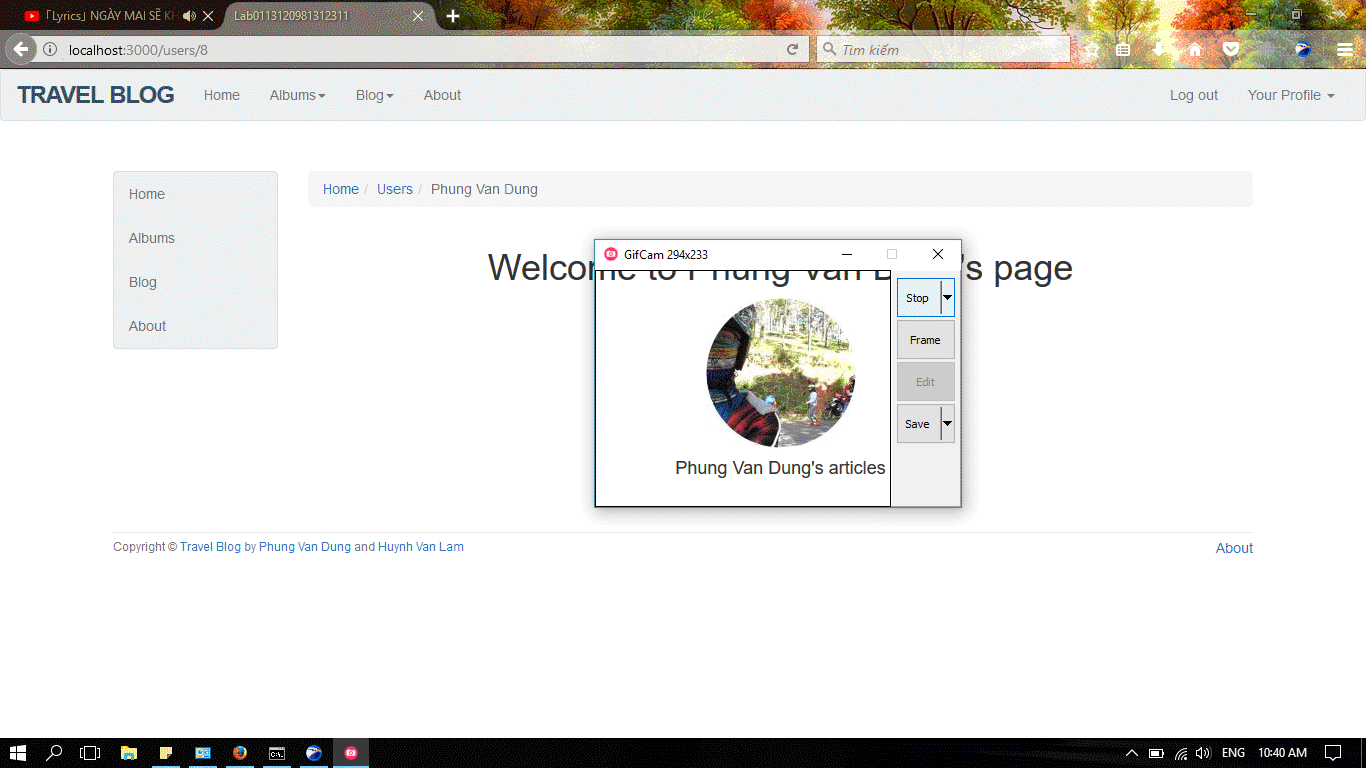 「Lyrics」NGÀY MAI SẼ KH
Lab0113120981312311
localhost:3000/users/8
Tìm kiếm
TRAVEL BLOG Home Albums Blog About Log out Your Profile
Home / Users / Phung Van Dung
Home
Albums
Blog
About
GifCam 294x233
Welcome to Phung Van D 's page
Stop
Frame
Edit
Save
Phung Van Dung's articles
Copyright © Travel Blog by Phung Van Dung and Huynh Van Lam About
ENG 10:40 AM